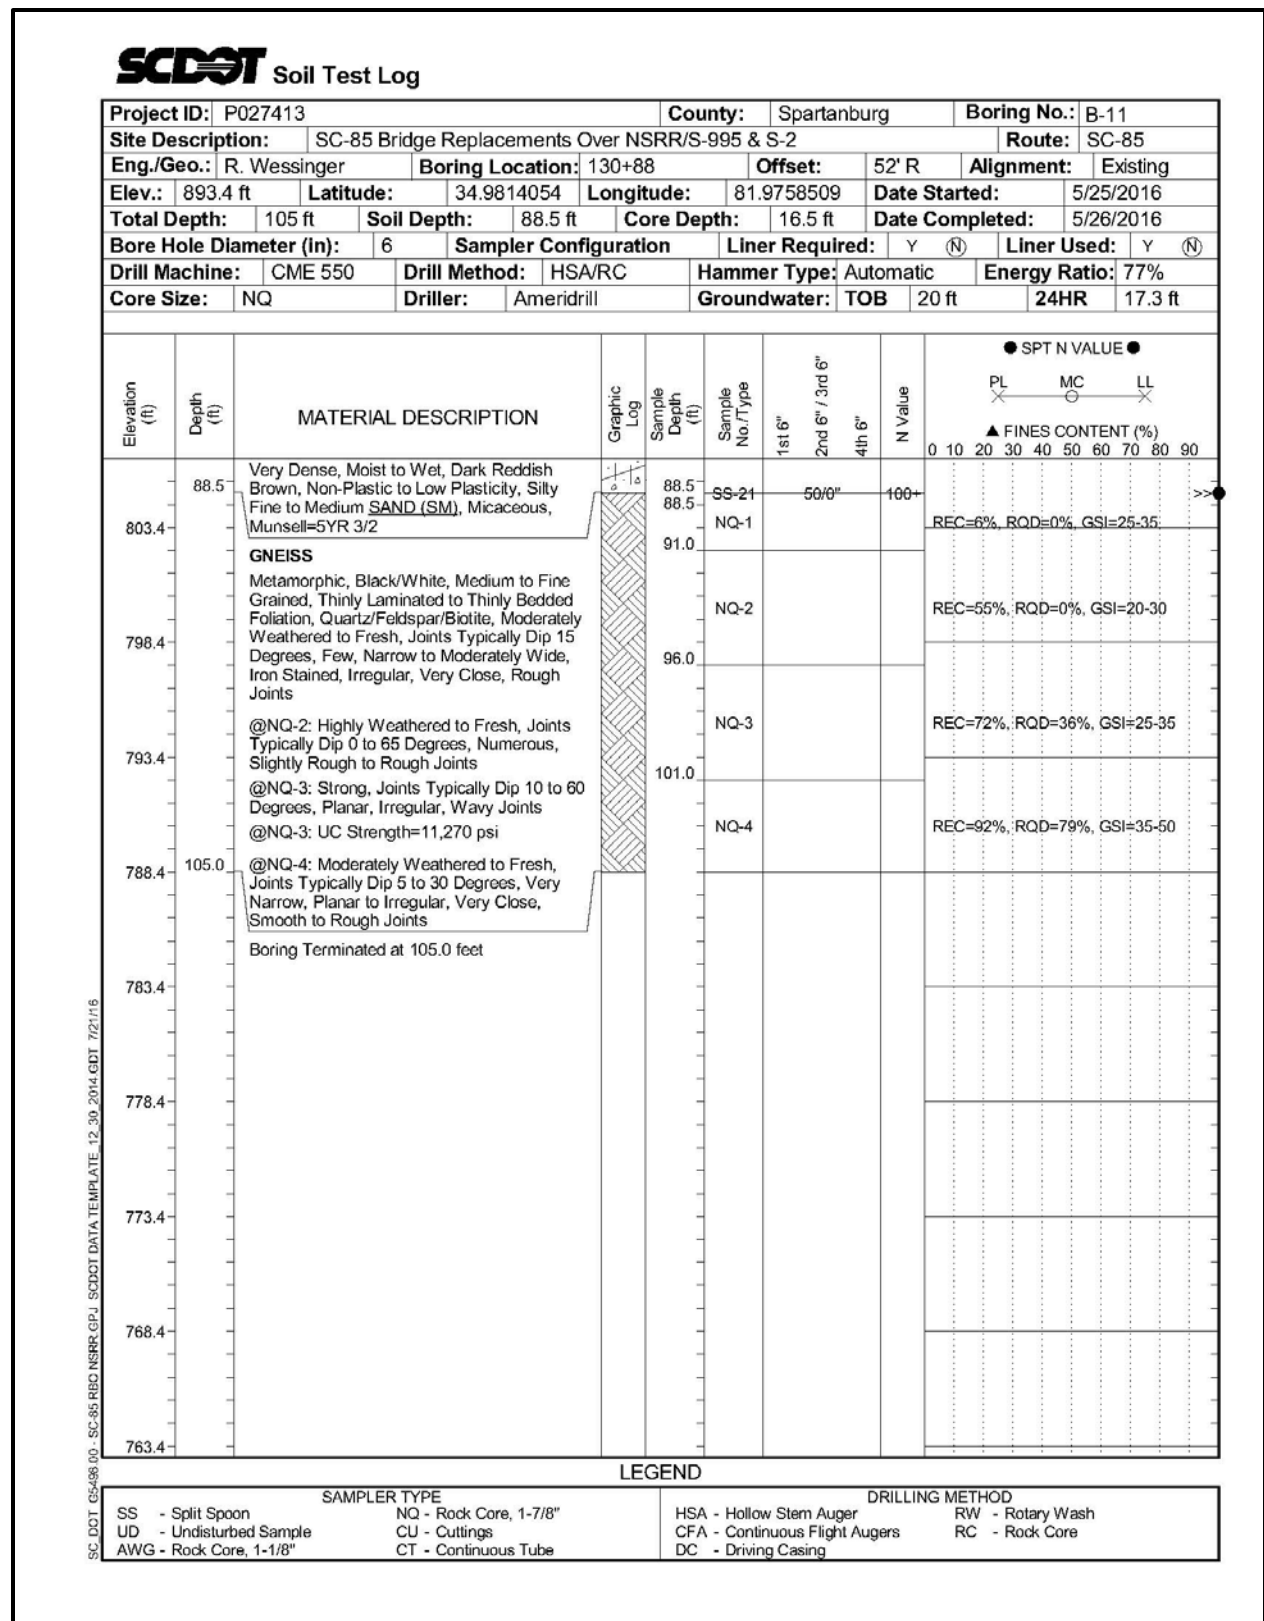 SCDOT Soil Test Log
Project ID: P027413 County: Spartanburg Boring No.: B-11
Site Description: SC-85 Bridge Replacements Over NSRR/S-995 & S-2 Route: SC-85
Eng./Geo.: R. Wessinger Boring Location: 130+88 Offset: 52' R Alignment: Existing
Elev.: 893.4 ft Latitude: 34.9814054 Longitude: 81.9758509 Date Started: 5/25/2016
Total Depth: 105 ft Soil Depth: 88.5 ft Core Depth: 16.5 ft Date Completed: 5/26/2016
Bore Hole Diameter (in): 6 Sampler Configuration Liner Required: Y N Liner Used: Y N
Drill Machine: CME 550 Drill Method: HSA/RC Hammer Type: Automatic Energy Ratio: 77%
Core Size: NQ Driller: Ameridrill Groundwater: TOB 20 ft 24HR 17.3 ft
Elevation
(ft)
Depth
(ft)
MATERIAL DESCRIPTION
Graphic
Log
Sample
Depth
(ft)
Sample
No./Type
1st 6"
2nd 6" / 3rd 6"
4th 6"
N Value
● SPT N VALUE ●
PL MC LL
▲ FINES CONTENT (%)
0 10 20 30 40 50 60 70 80 90
88.5
Very Dense, Moist to Wet, Dark Reddish
Brown, Non-Plastic to Low Plasticity, Silty
Fine to Medium SAND (SM), Micaceous,
Munsell=5YR 3/2
88.5
SS-21 50/0" 100+ >>
88.5
803.4
NQ-1 REC=6%, RQD=0%, GSI=25-35
91.0
GNEISS
Metamorphic, Black/White, Medium to Fine
Grained, Thinly Laminated to Thinly Bedded
Foliation, Quartz/Feldspar/Biotite, Moderately
Weathered to Fresh, Joints Typically Dip 15
Degrees, Few, Narrow to Moderately Wide,
Iron Stained, Irregular, Very Close, Rough
Joints
NQ-2 REC=55%, RQD=0%, GSI=20-30
798.4
96.0
@NQ-2: Highly Weathered to Fresh, Joints
Typically Dip 0 to 65 Degrees, Numerous,
Slightly Rough to Rough Joints
NQ-3 REC=72%, RQD=36%, GSI=25-35
793.4
101.0
@NQ-3: Strong, Joints Typically Dip 10 to 60
Degrees, Planar, Irregular, Wavy Joints
@NQ-3: UC Strength=11,270 psi
NQ-4 REC=92%, RQD=79%, GSI=35-50
788.4
105.0
@NQ-4: Moderately Weathered to Fresh,
Joints Typically Dip 5 to 30 Degrees, Very
Narrow, Planar to Irregular, Very Close,
Smooth to Rough Joints
Boring Terminated at 105.0 feet
783.4
778.4
773.4
768.4
763.4
SC_DOT G5498.00 - SC-85 RBO NSRR.GPJ SCDOT DATA TEMPLATE_12_30_2014.GDT 7/21/16
LEGEND
SAMPLER TYPE DRILLING METHOD
SS - Split Spoon NQ - Rock Core, 1-7/8" HSA - Hollow Stem Auger RW - Rotary Wash
UD - Undisturbed Sample CU - Cuttings CFA - Continuous Flight Augers RC - Rock Core
AWG - Rock Core, 1-1/8" CT - Continuous Tube DC - Driving Casing